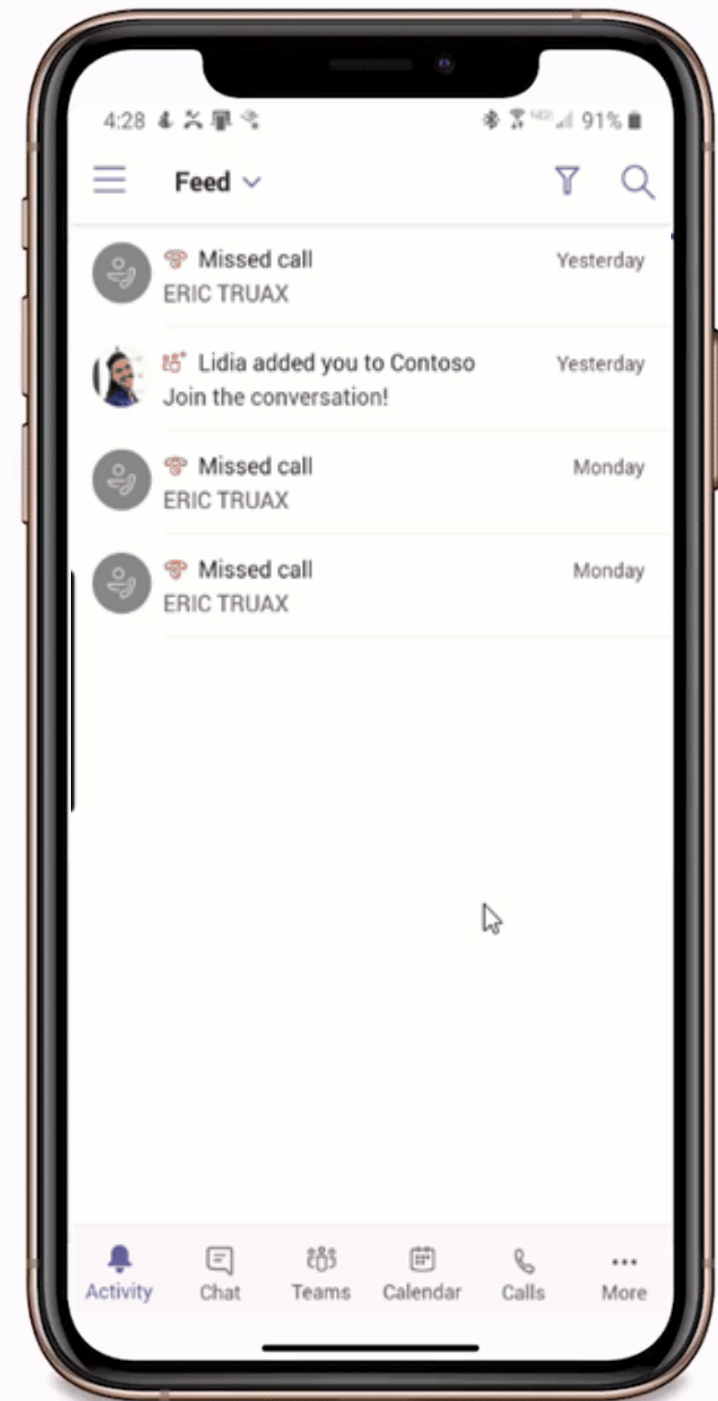 4:28 91%
Feed
Missed call Yesterday
ERIC TRUAX
Lidia added you to Contoso Yesterday
Join the conversation!
Missed call Monday
ERIC TRUAX
Missed call Monday
ERIC TRUAX
Activity Chat Teams Calendar Calls More